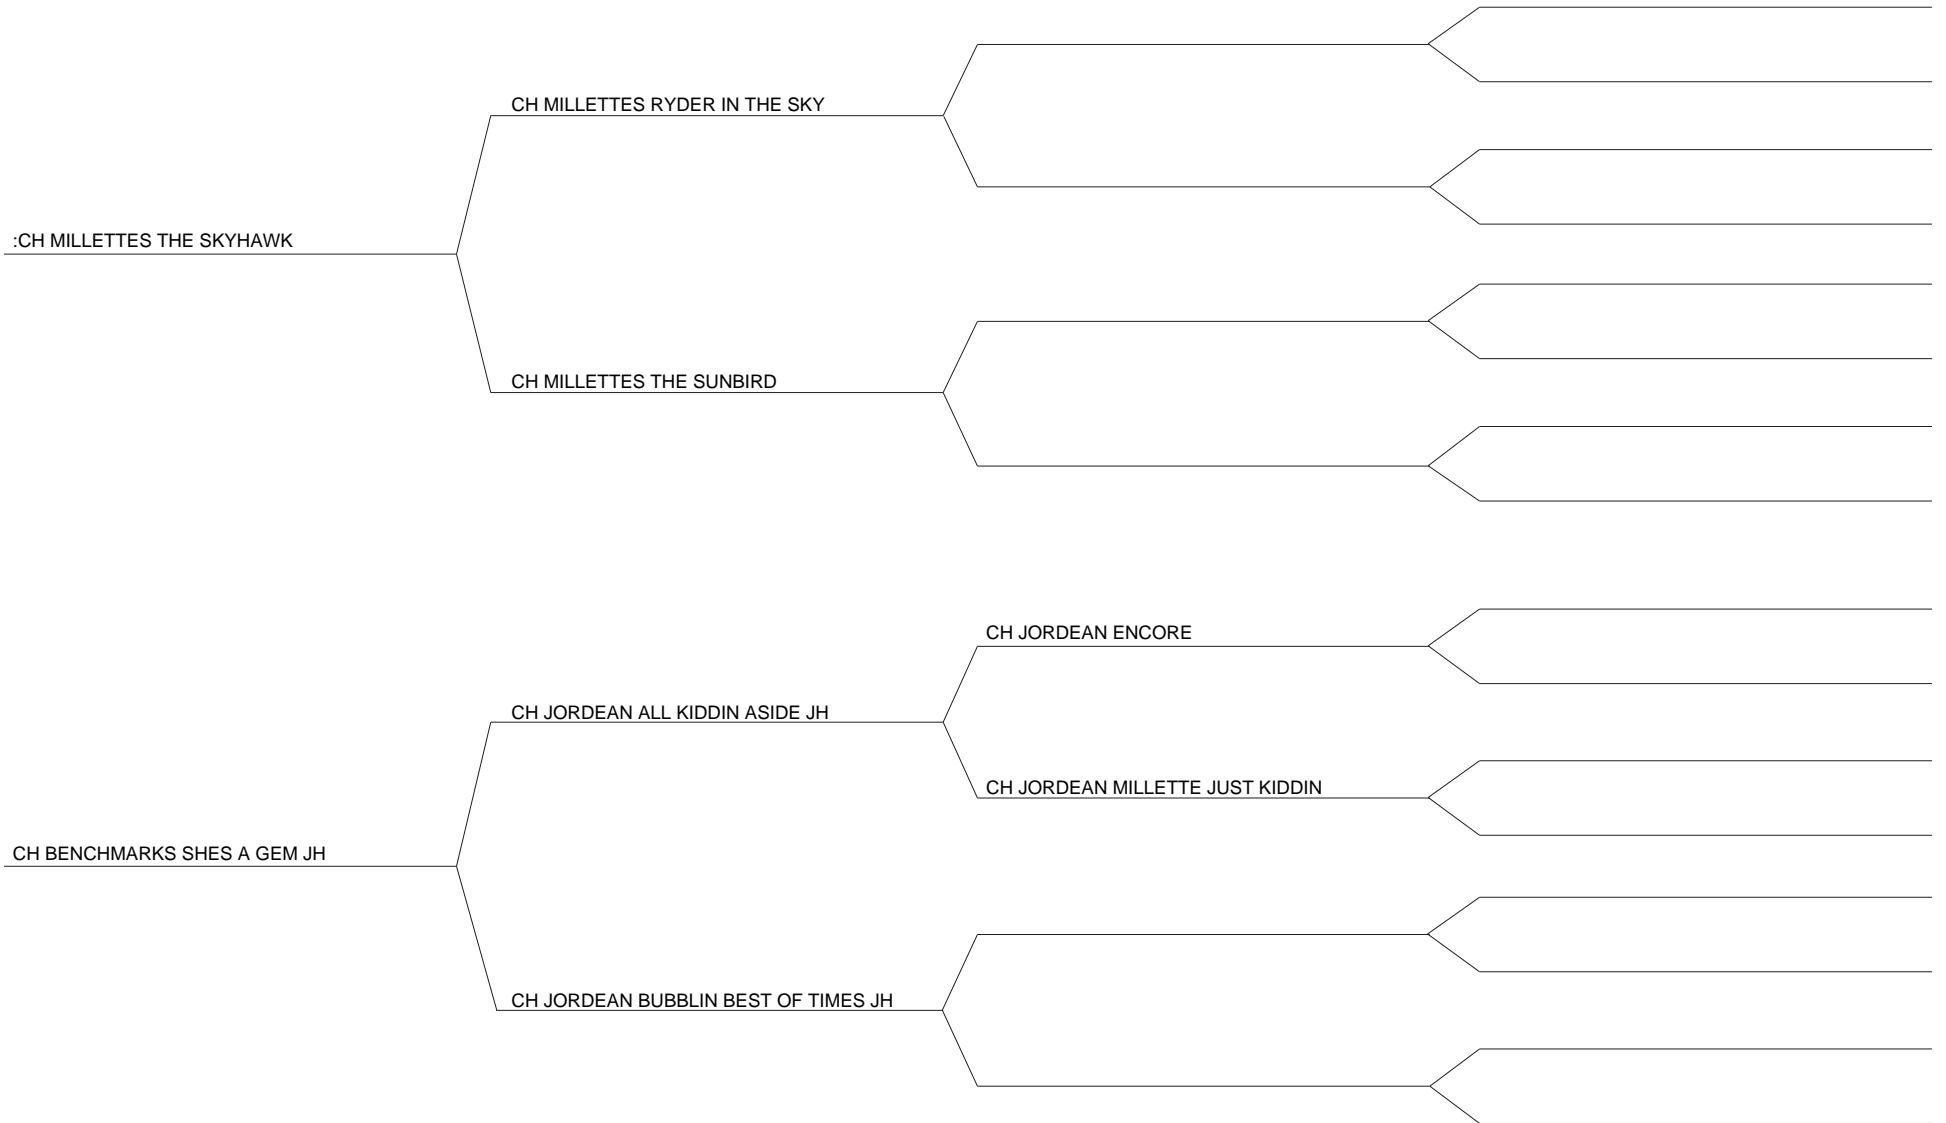 CH MILLETTES RYDER IN THE SKY
:CH MILLETTES THE SKYHAWK
CH MILLETTES THE SUNBIRD
CH JORDEAN ENCORE
CH JORDEAN ALL KIDDIN ASIDE JH
CH JORDEAN MILLETTE JUST KIDDIN
CH BENCHMARKS SHES A GEM JH
CH JORDEAN BUBBLIN BEST OF TIMES JH